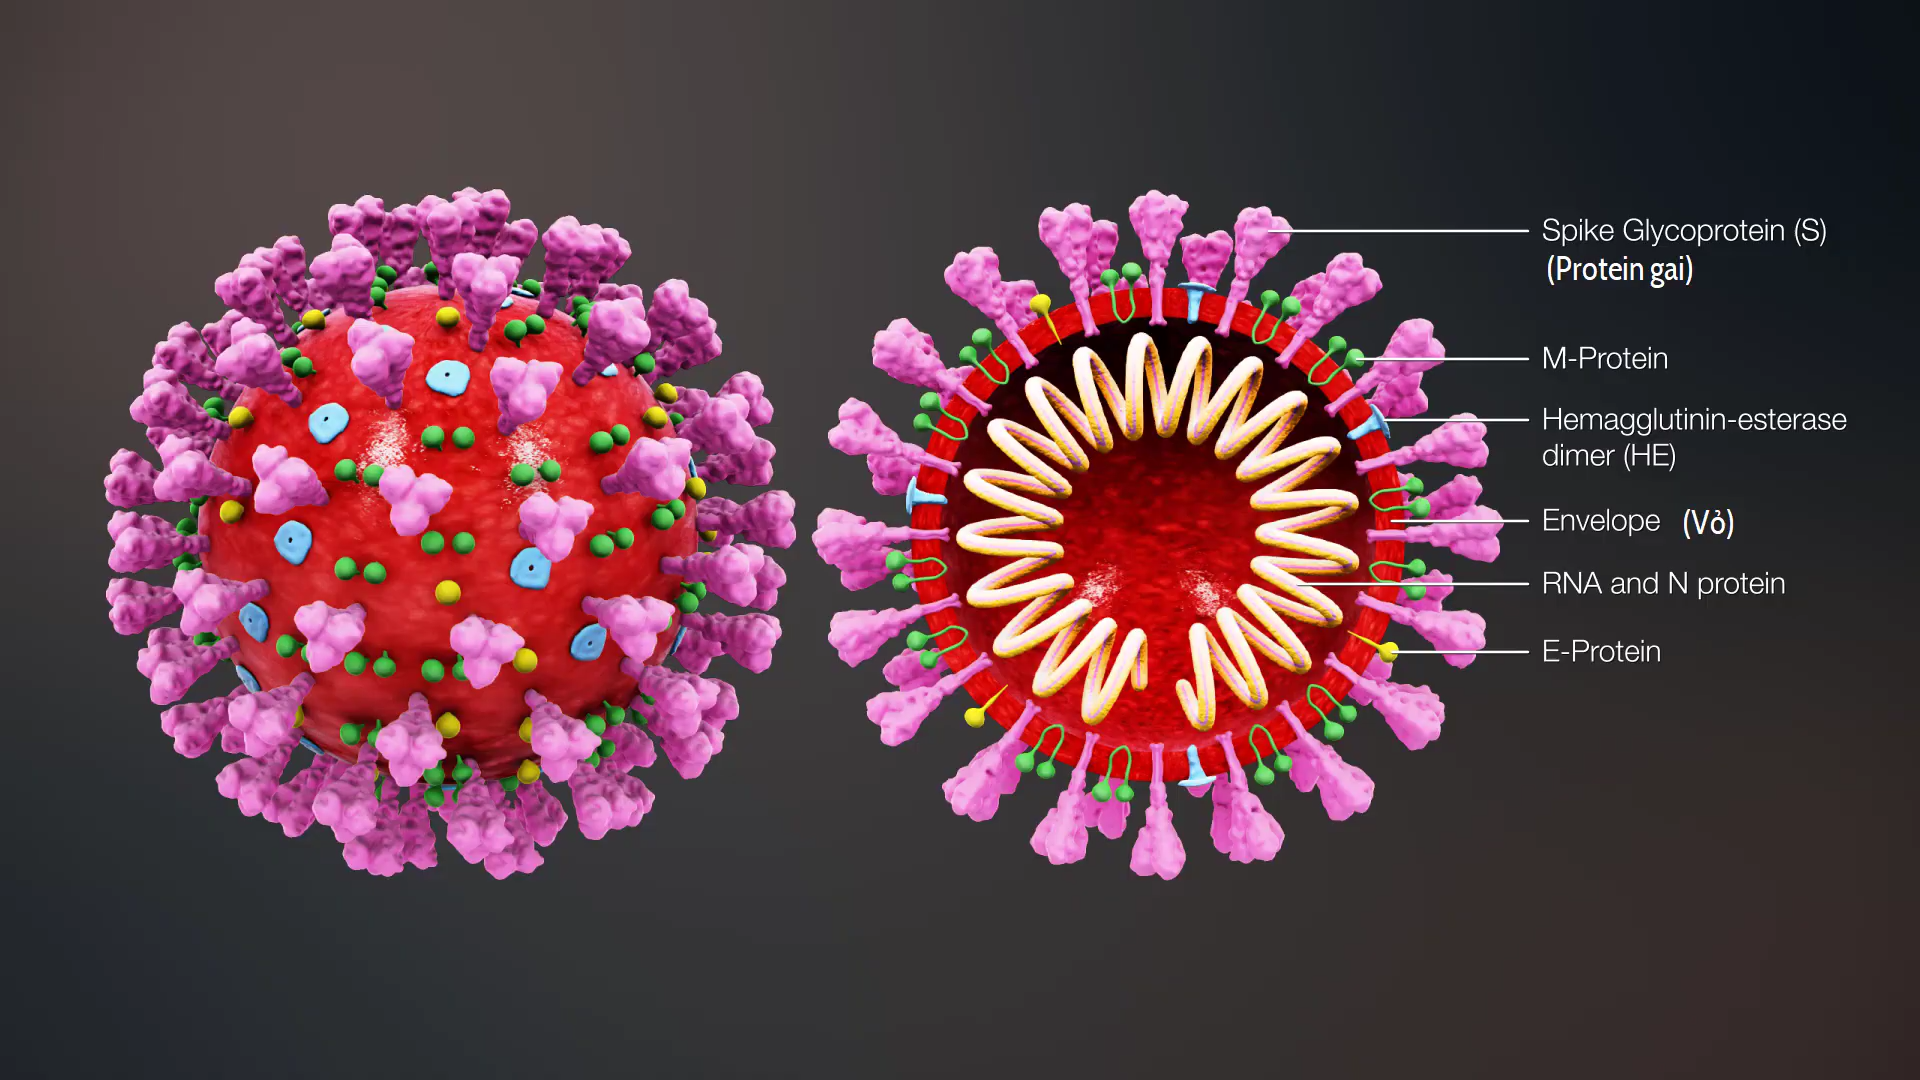 Spike Glycoprotein (S)
(Protein gai)
M-Protein
Hemagglutinin-esterase
dimer (HE)
Envelope (Vỏ)
RNA and N protein
E-Protein